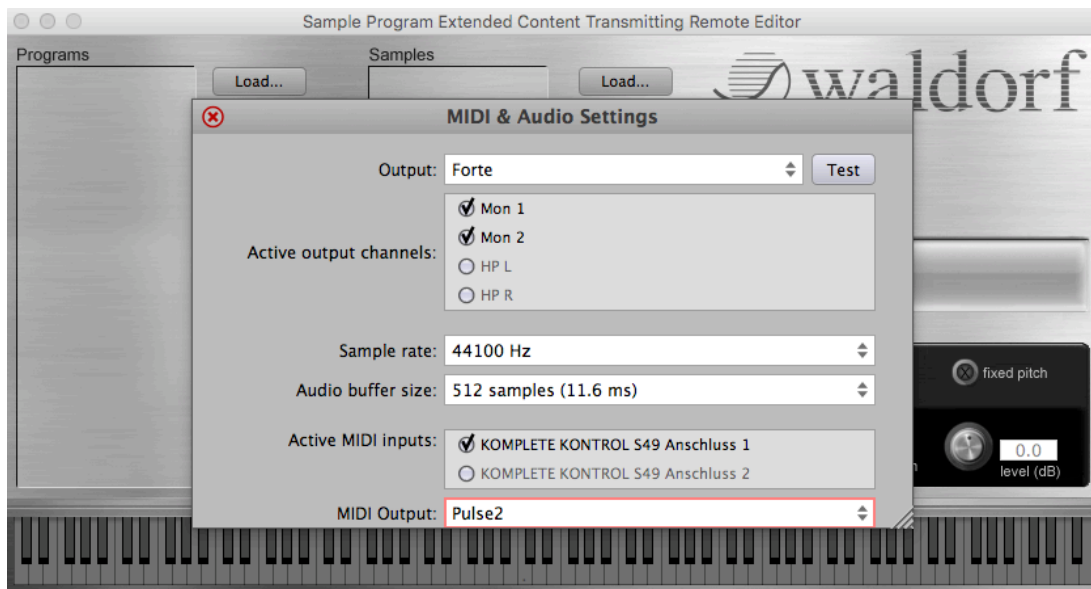 Sample Program Extended Content Transmitting Remote Editor
Programs
Samples
Load...
Load...
waldorf
MIDI & Audio Settings
Output: Forte Test
Active output channels:
Mon 1
Mon 2
HP L
HP R
Sample rate: 44100 Hz
Audio buffer size: 512 samples (11.6 ms)
Active MIDI inputs: KOMPLETE KONTROL S49 Anschluss 1
KOMPLETE KONTROL S49 Anschluss 2
MIDI Output: Pulse2
fixed pitch
0.0
level (dB)